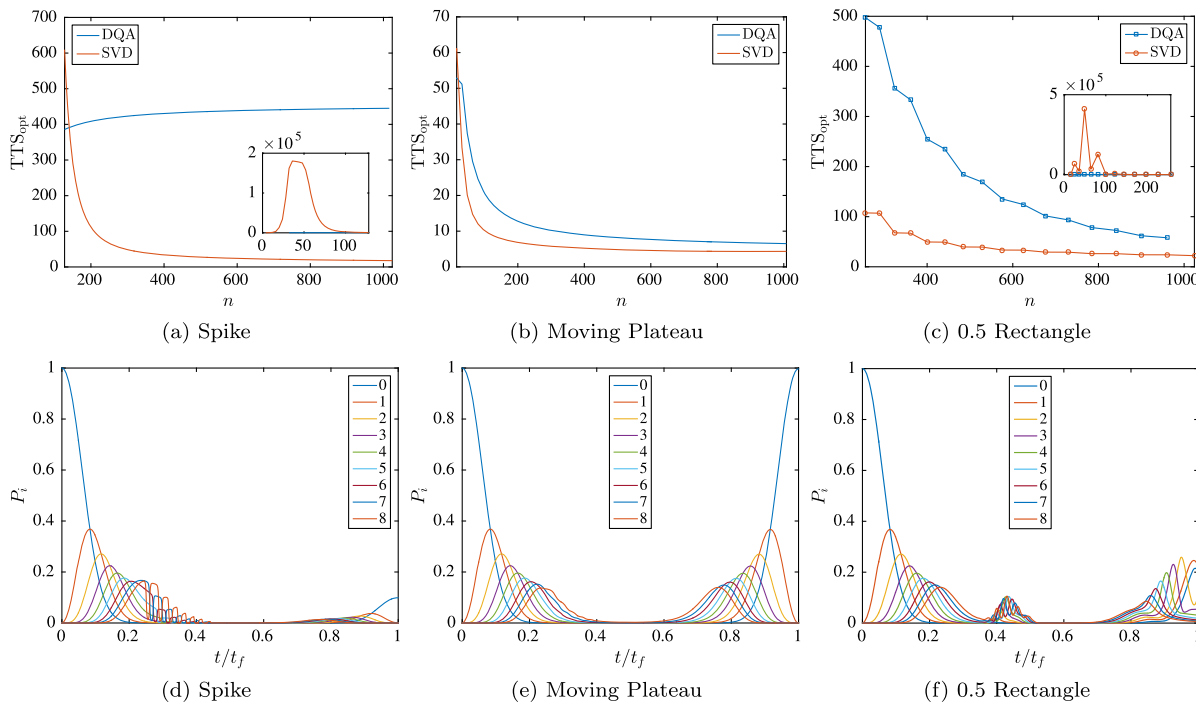 700
600
500
400
300
200
100
0
TTS_opt
DQA
SVD
× 10^5
2
1
0
0 50 100
200 400 600 800 1000
n
(a) Spike
70
60
50
40
30
20
10
0
TTS_opt
DQA
SVD
200 400 600 800 1000
n
(b) Moving Plateau
500
400
300
200
100
0
TTS_opt
DQA
SVD
× 10^5
5
0
0 100 200
400 600 800 1000
n
(c) 0.5 Rectangle
1
0.8
0.6
0.4
0.2
0
P_i
0
1
2
3
4
5
6
7
8
0 0.2 0.4 0.6 0.8 1
t/t_f
(d) Spike
1
0.8
0.6
0.4
0.2
0
P_i
0
1
2
3
4
5
6
7
8
0 0.2 0.4 0.6 0.8 1
t/t_f
(e) Moving Plateau
1
0.8
0.6
0.4
0.2
0
P_i
0
1
2
3
4
5
6
7
8
0 0.2 0.4 0.6 0.8 1
t/t_f
(f) 0.5 Rectangle